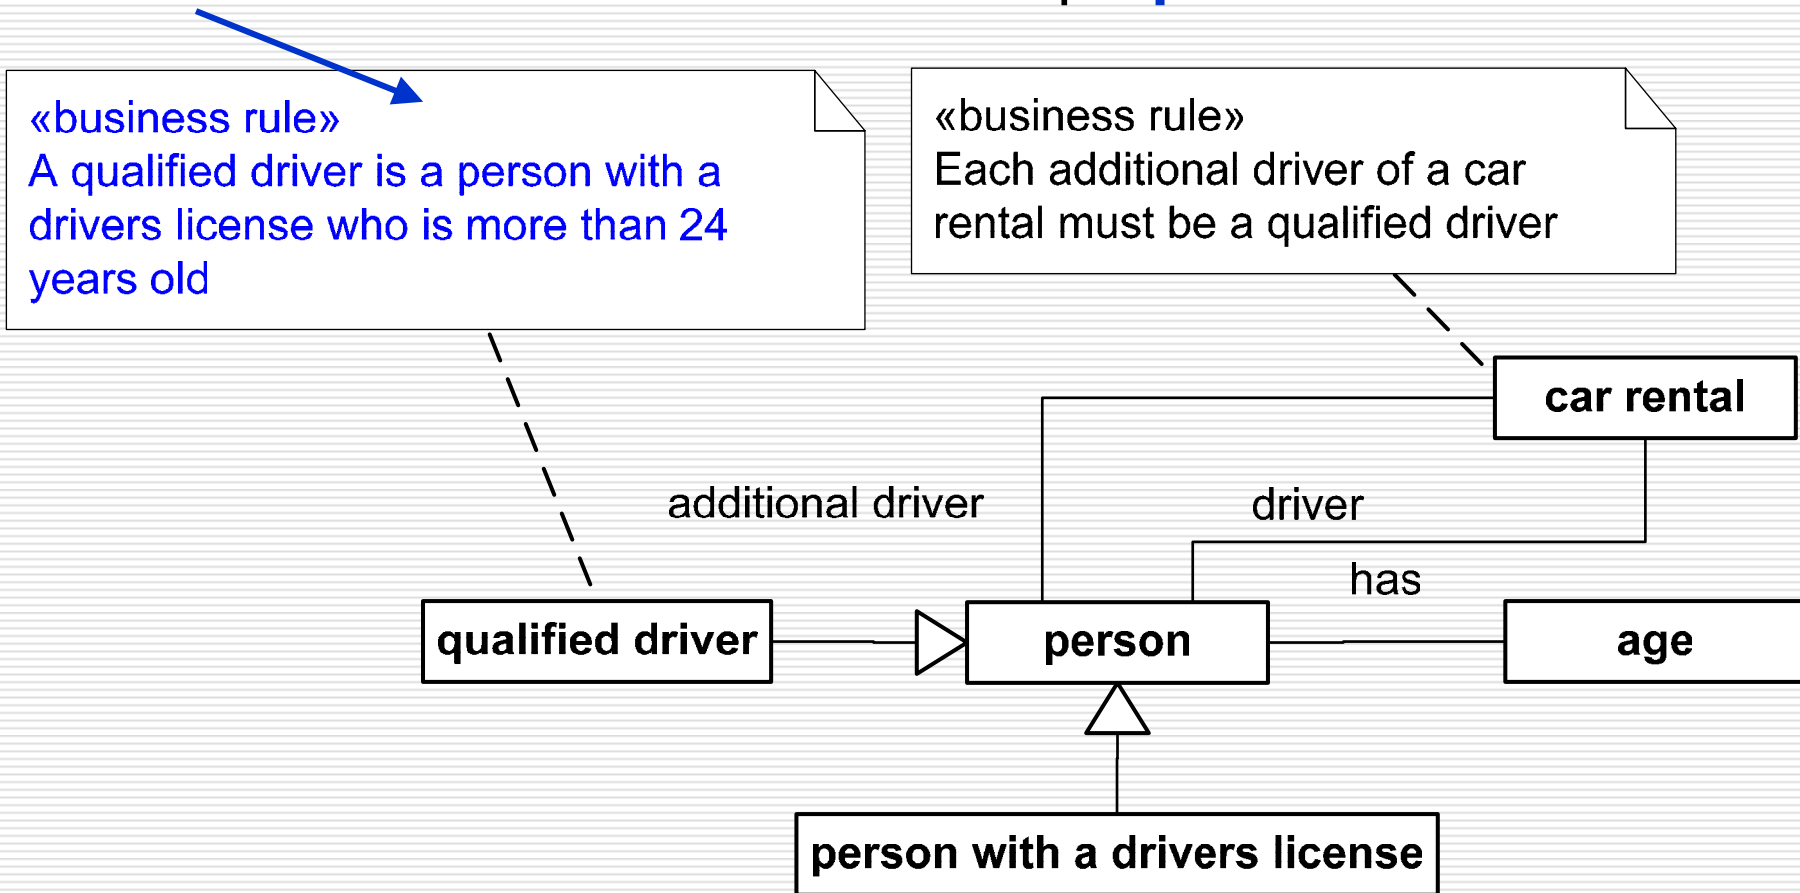 «business rule»
A qualified driver is a person with a
drivers license who is more than 24
years old
«business rule»
Each additional driver of a car
rental must be a qualified driver
car rental
additional driver
driver
has
qualified driver
person
age
person with a drivers license